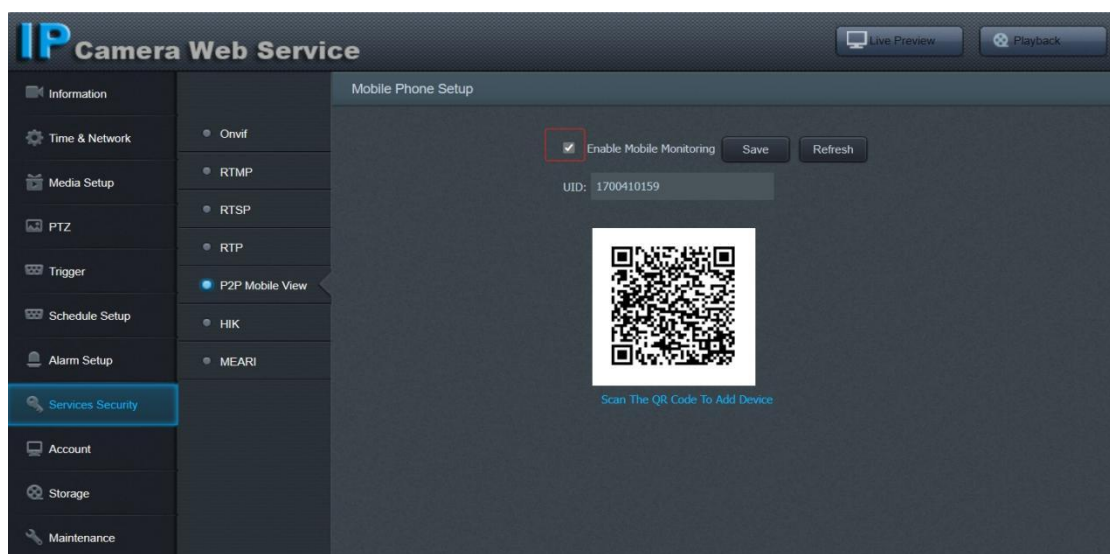 IP Camera Web Service
Live Preview
Playback
Information
Time & Network
Media Setup
PTZ
Trigger
Schedule Setup
Alarm Setup
Services Security
Account
Storage
Maintenance
Onvif
RTMP
RTSP
RTP
P2P Mobile View
HIK
MEARI
Mobile Phone Setup
Enable Mobile Monitoring Save Refresh
UID: 1700410159
Scan The QR Code To Add Device